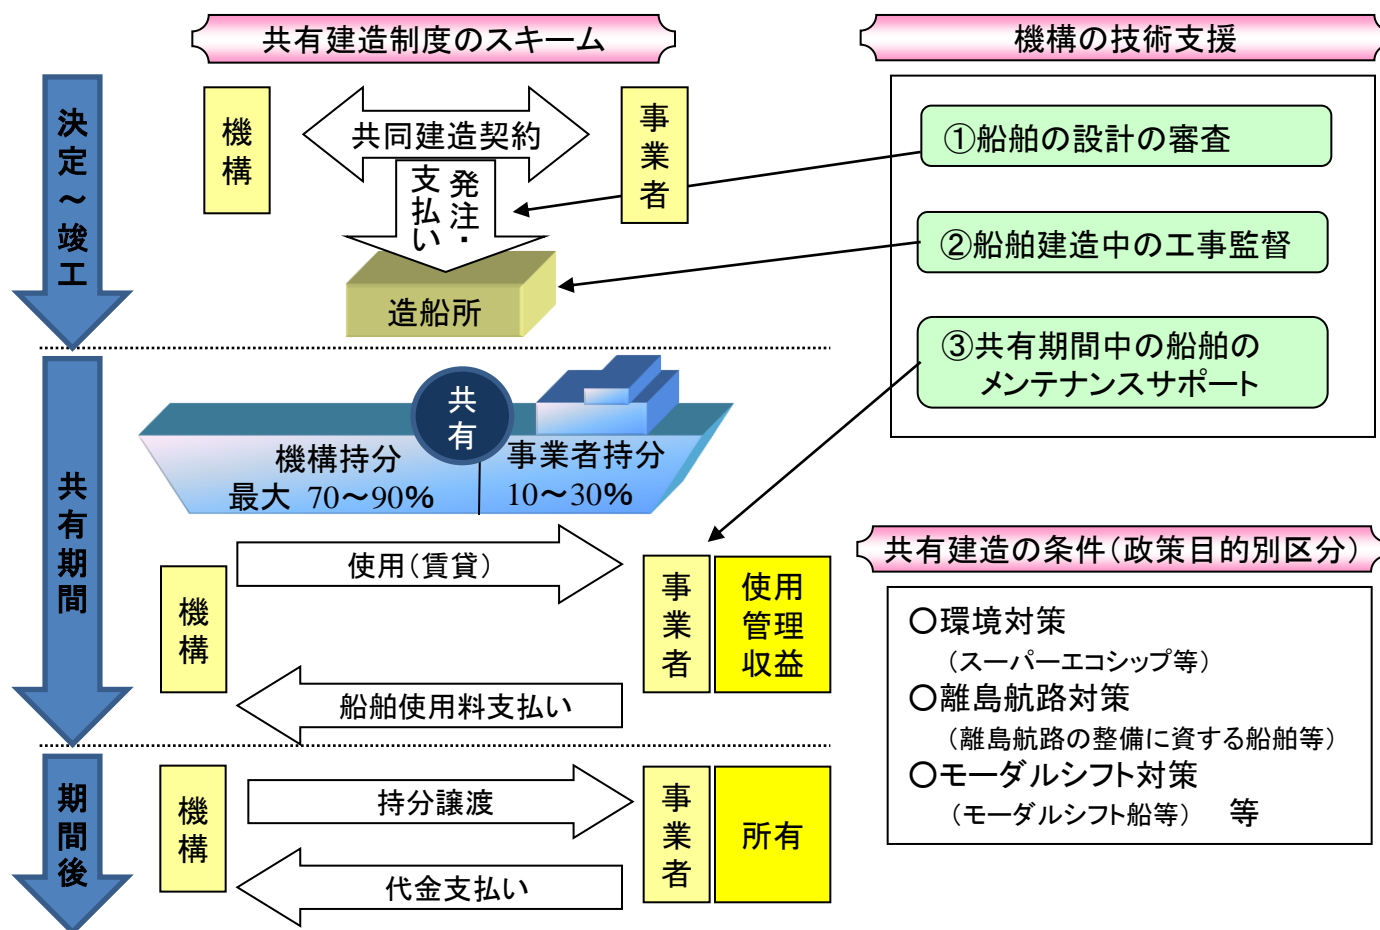 共有建造制度のスキーム
決定～竣工
機構
共同建造契約
事業者
発注・
支払い
造船所
共有期間
共有
機構持分
最大 70～90%
事業者持分
10～30%
使用（賃貸）
機構
事業者
使用
管理
収益
船舶使用料支払い
期間後
機構
持分譲渡
事業者
所有
代金支払い
機構の技術支援
①船舶の設計の審査
②船舶建造中の工事監督
③共有期間中の船舶の
メンテナンスサポート
共有建造の条件（政策目的別区分）
○環境対策
（スーパーエコシップ等）
○離島航路対策
（離島航路の整備に資する船舶等）
○モーダルシフト対策
（モーダルシフト船等） 等